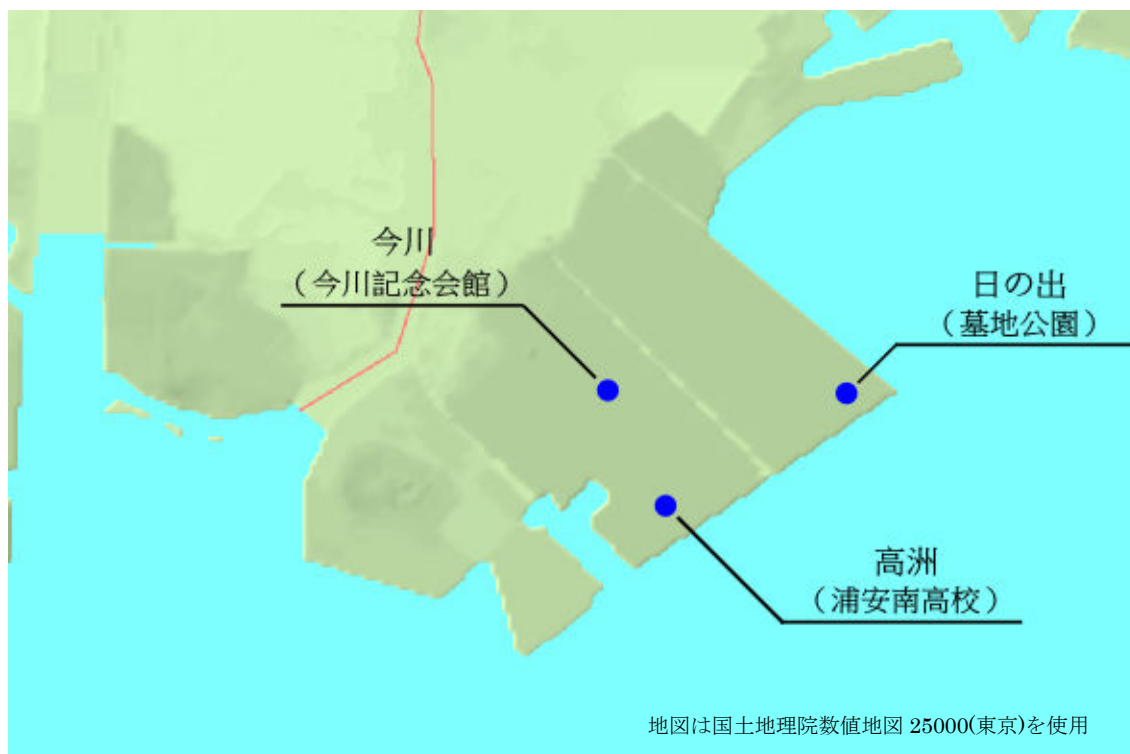 今川
（今川記念会館）
日の出
（墓地公園）
高洲
（浦安南高校）
地図は国土地理院数値地図 25000(東京)を使用